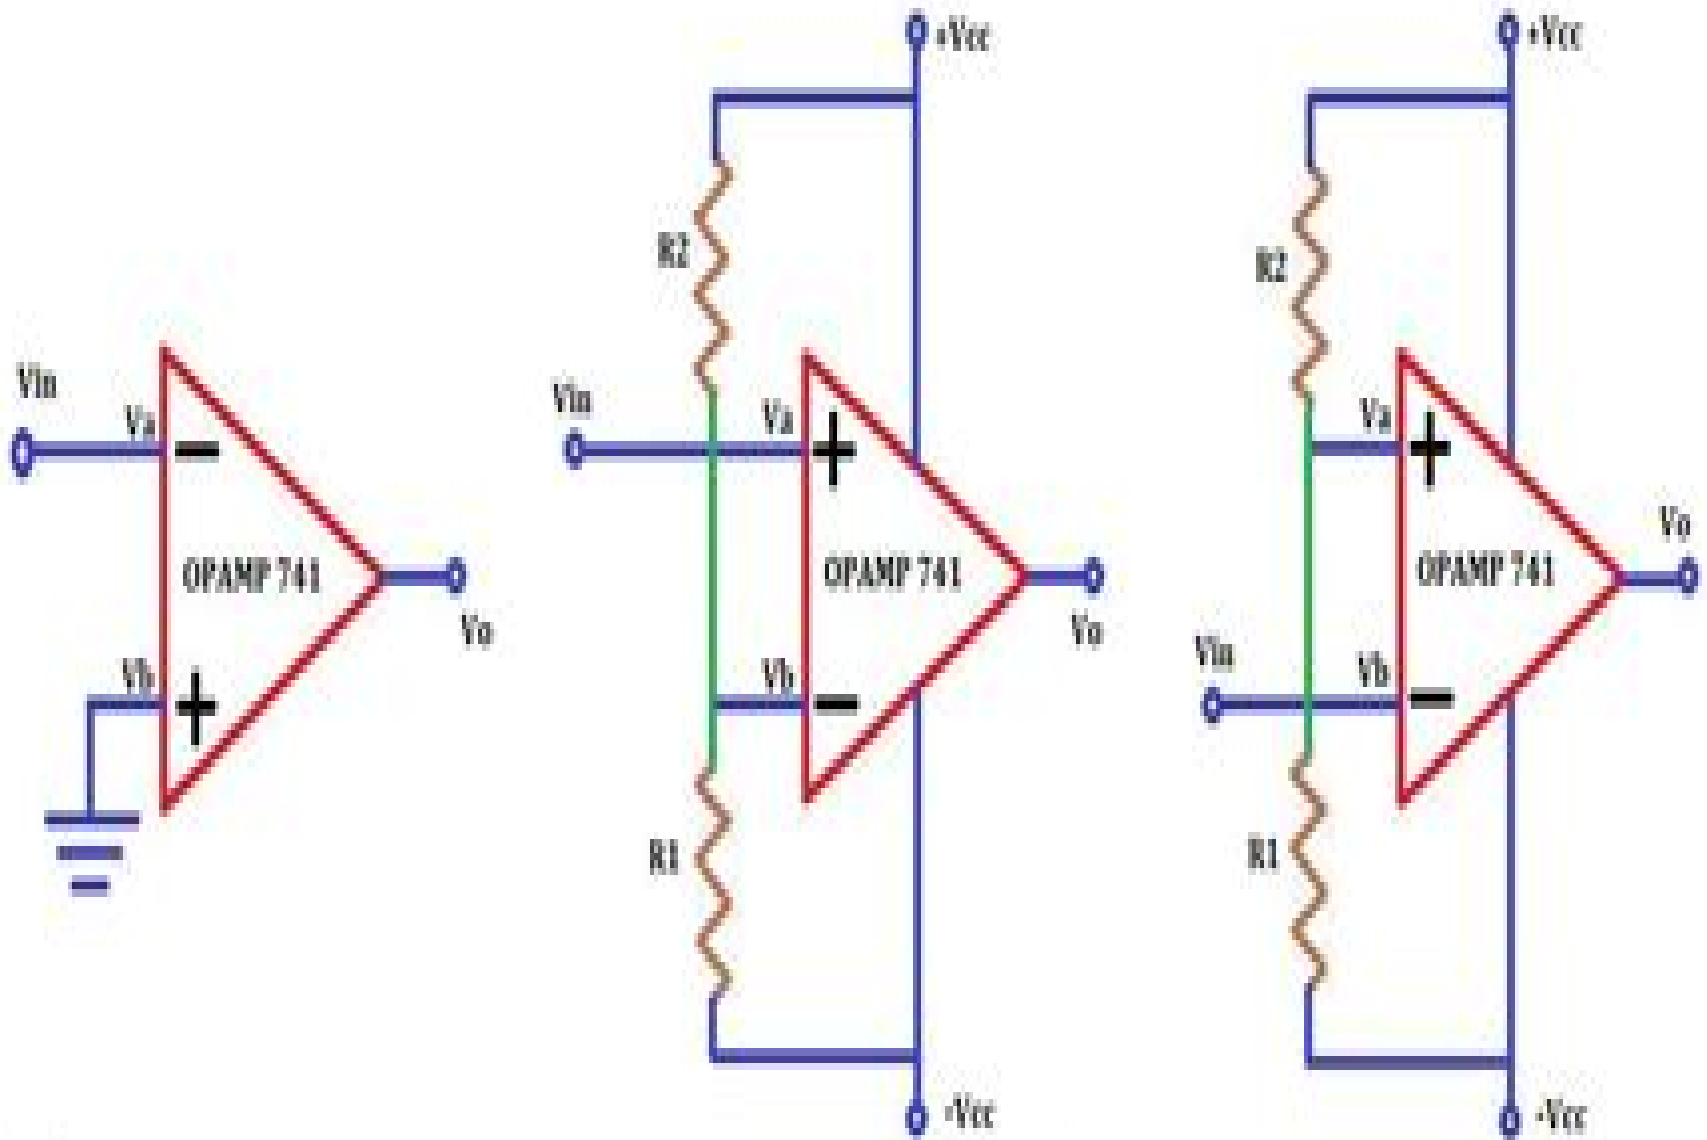 Vin
Va
−
OPAMP 741
Vo
Vb
+
+Vcc
R2
Vin
Va
+
OPAMP 741
Vo
Vb
−
R1
-Vcc
+Vcc
R2
Va
+
OPAMP 741
Vo
Vin
Vb
−
R1
-Vcc